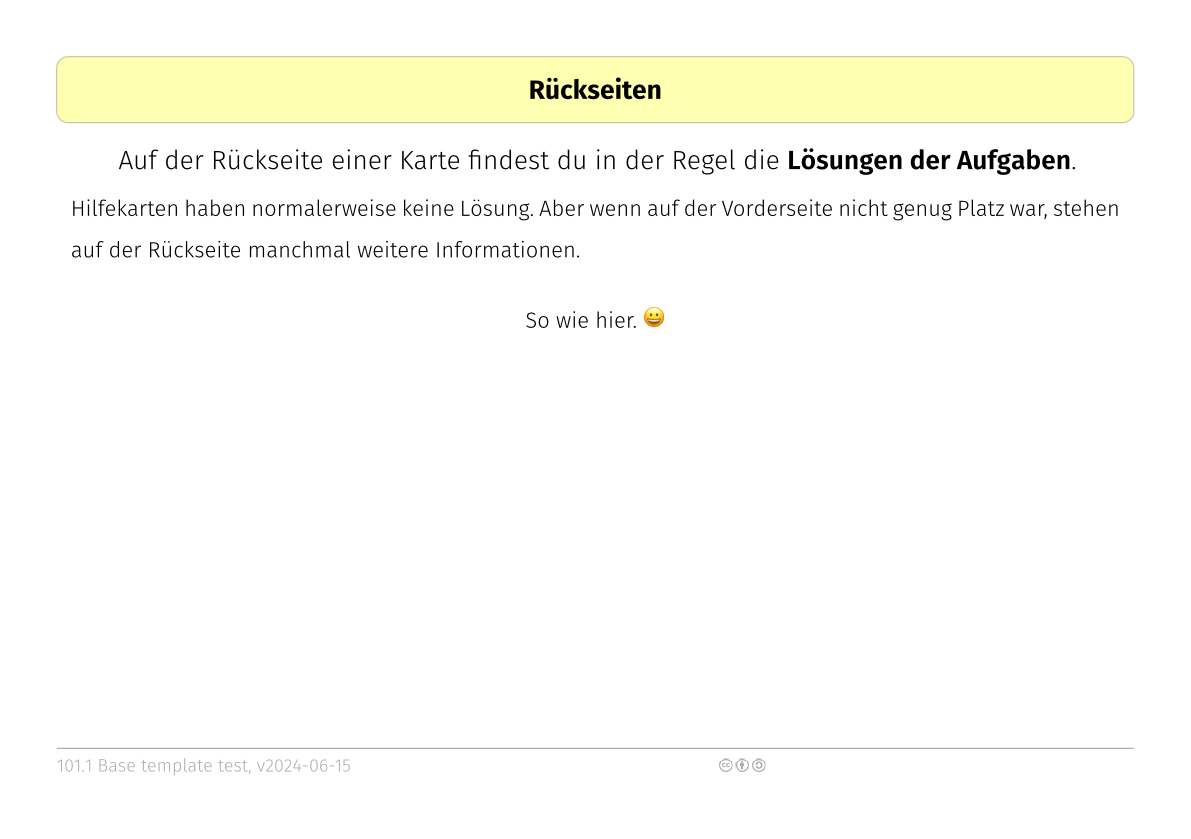 Rückseiten
Auf der Rückseite einer Karte findest du in der Regel die Lösungen der Aufgaben.
Hilfekarten haben normalerweise keine Lösung. Aber wenn auf der Vorderseite nicht genug Platz war, stehen
auf der Rückseite manchmal weitere Informationen.
So wie hier. 😀
101.1 Base template test, v2024-06-15